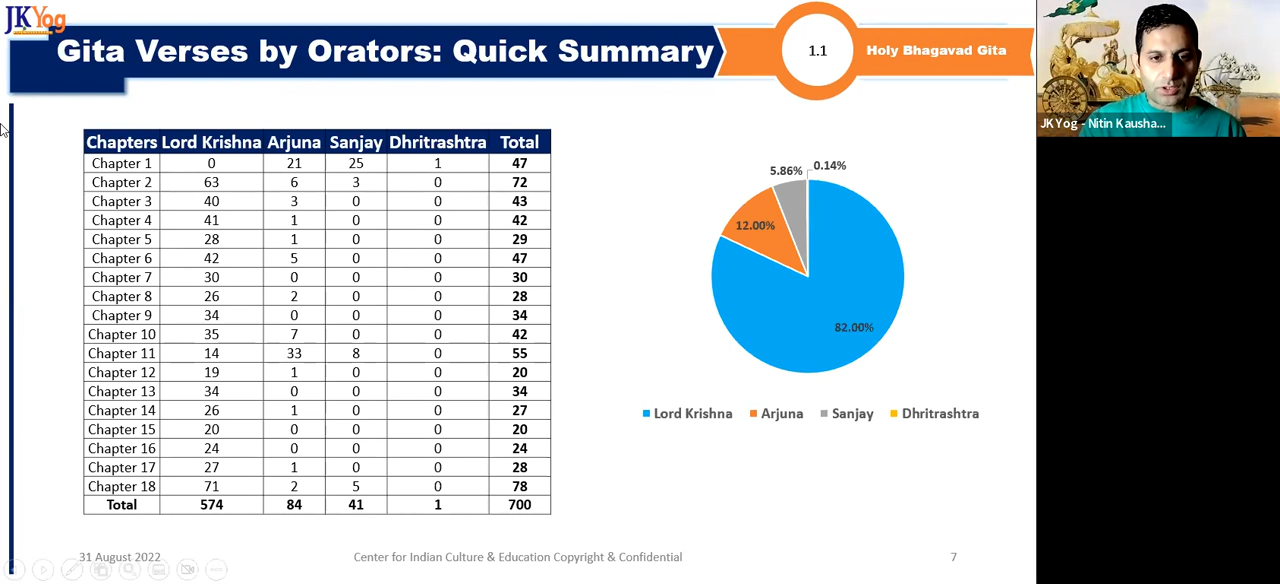 JKYog
Gita Verses by Orators: Quick Summary
1.1
Holy Bhagavad Gita
JKYog - Nitin Kausha...
Chapters Lord Krishna Arjuna Sanjay Dhritrashtra Total
Chapter 1 0 21 25 1 47
Chapter 2 63 6 3 0 72
Chapter 3 40 3 0 0 43
Chapter 4 41 1 0 0 42
Chapter 5 28 1 0 0 29
Chapter 6 42 5 0 0 47
Chapter 7 30 0 0 0 30
Chapter 8 26 2 0 0 28
Chapter 9 34 0 0 0 34
Chapter 10 35 7 0 0 42
Chapter 11 14 33 8 0 55
Chapter 12 19 1 0 0 20
Chapter 13 34 0 0 0 34
Chapter 14 26 1 0 0 27
Chapter 15 20 0 0 0 20
Chapter 16 24 0 0 0 24
Chapter 17 27 1 0 0 28
Chapter 18 71 2 5 0 78
Total 574 84 41 1 700
5.86% 0.14%
12.00%
82.00%
Lord Krishna Arjuna Sanjay Dhritrashtra
31 August 2022 Center for Indian Culture & Education Copyright & Confidential 7